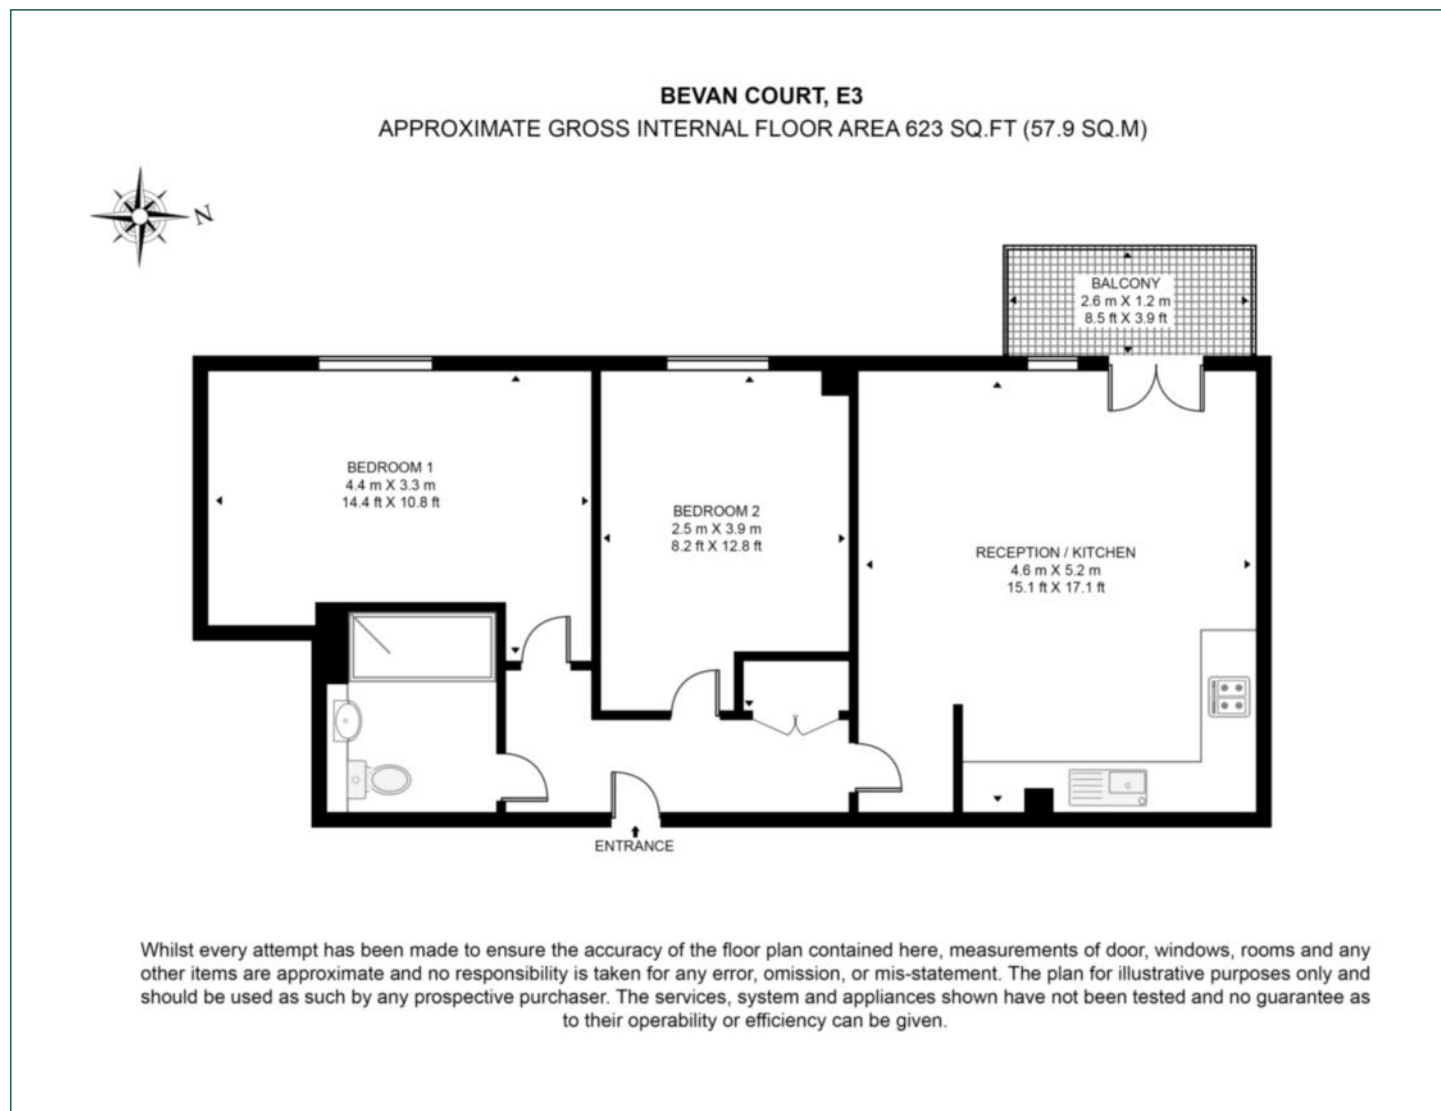 BEVAN COURT, E3
APPROXIMATE GROSS INTERNAL FLOOR AREA 623 SQ.FT (57.9 SQ.M)
N
BALCONY
2.6 m X 1.2 m
8.5 ft X 3.9 ft
BEDROOM 1
4.4 m X 3.3 m
14.4 ft X 10.8 ft
BEDROOM 2
2.5 m X 3.9 m
8.2 ft X 12.8 ft
RECEPTION / KITCHEN
4.6 m X 5.2 m
15.1 ft X 17.1 ft
ENTRANCE
Whilst every attempt has been made to ensure the accuracy of the floor plan contained here, measurements of door, windows, rooms and any
other items are approximate and no responsibility is taken for any error, omission, or mis-statement. The plan for illustrative purposes only and
should be used as such by any prospective purchaser. The services, system and appliances shown have not been tested and no guarantee as
to their operability or efficiency can be given.